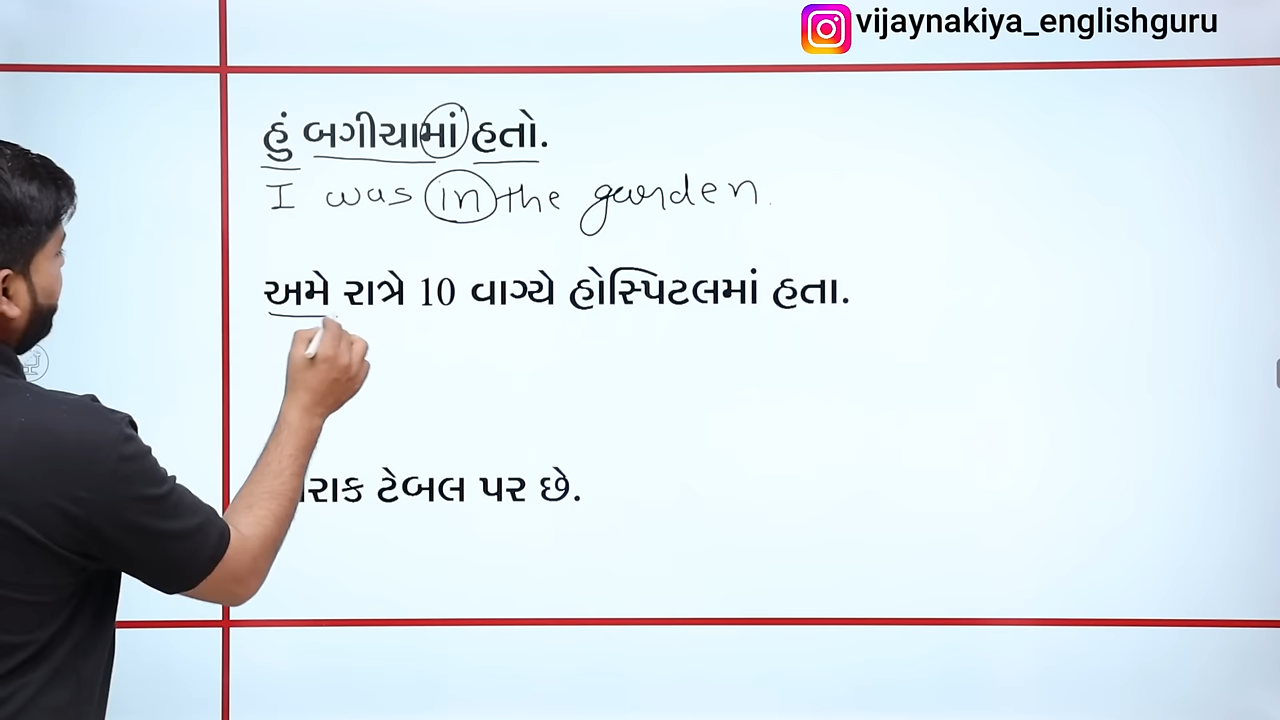 vijaynakiya_englishguru
હું બગીચામાં હતો.
I was in the garden.
અમે રાત્રે 10 વાગ્યે હોસ્પિટલમાં હતા.
ટેબલ પર છે.